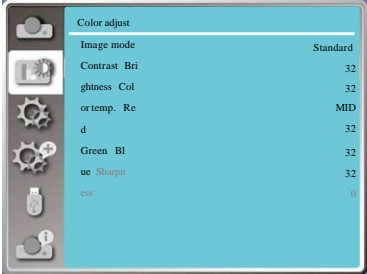 Color adjust
Image mode Standard
Contrast Bri 32
ghtness Col 32
or temp. Re MID
d 32
Green Bl 32
ue Sharpn 32
ess 0